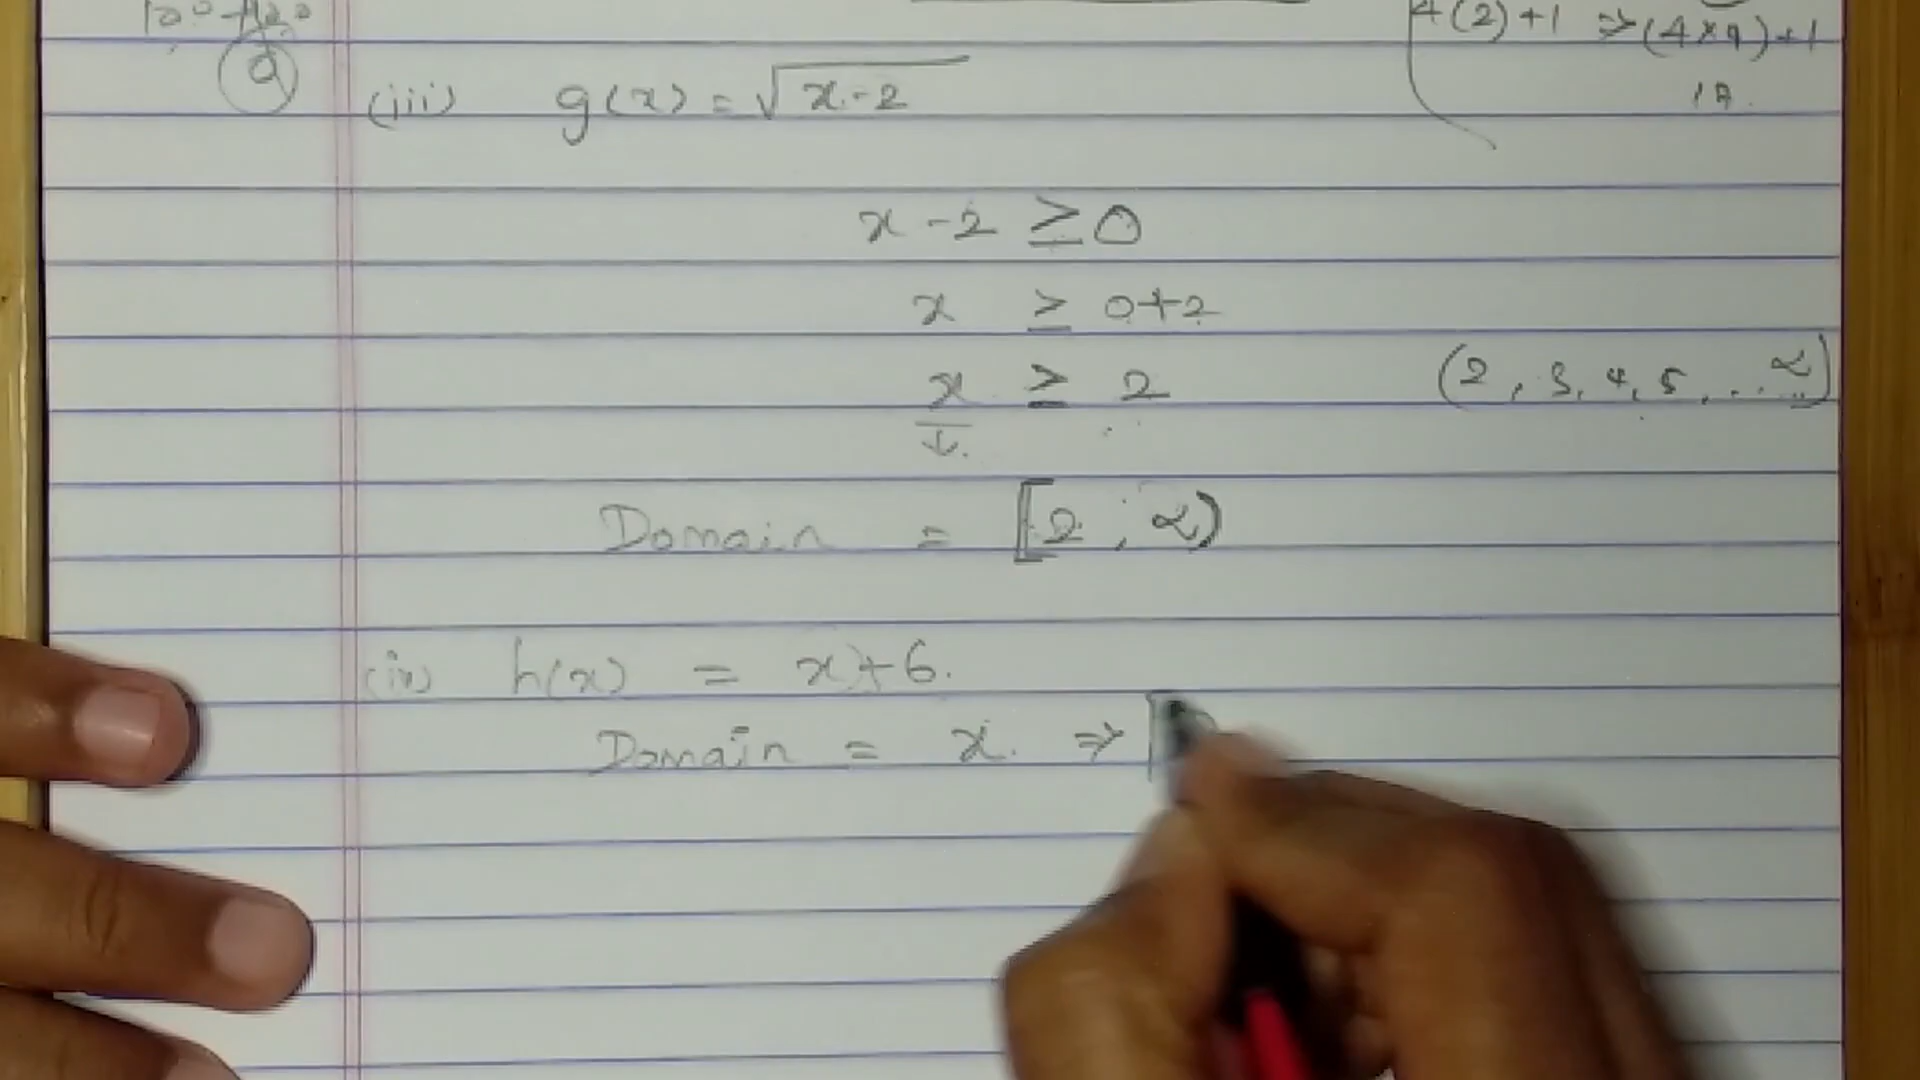 4(2)+1 ⇒ (4×9)+1
(iii) g(x) = √x-2
x - 2 ≥ 0
x ≥ 0+2
x ≥ 2 (2, 3, 4, 5, ... ∝)
↓
Domain = [2, ∝)
(iv) h(x) = x+6.
Domain = x. ⇒